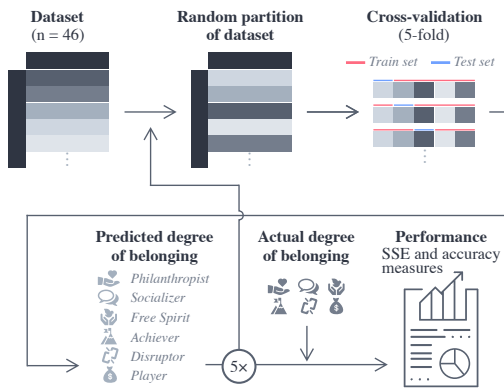 Dataset
(n = 46)
Random partition
of dataset
Cross-validation
(5-fold)
Train set
Test set
Predicted degree
of belonging
Philanthropist
Socializer
Free Spirit
Achiever
Disruptor
Player
5×
Actual degree
of belonging
Performance
SSE and accuracy
measures